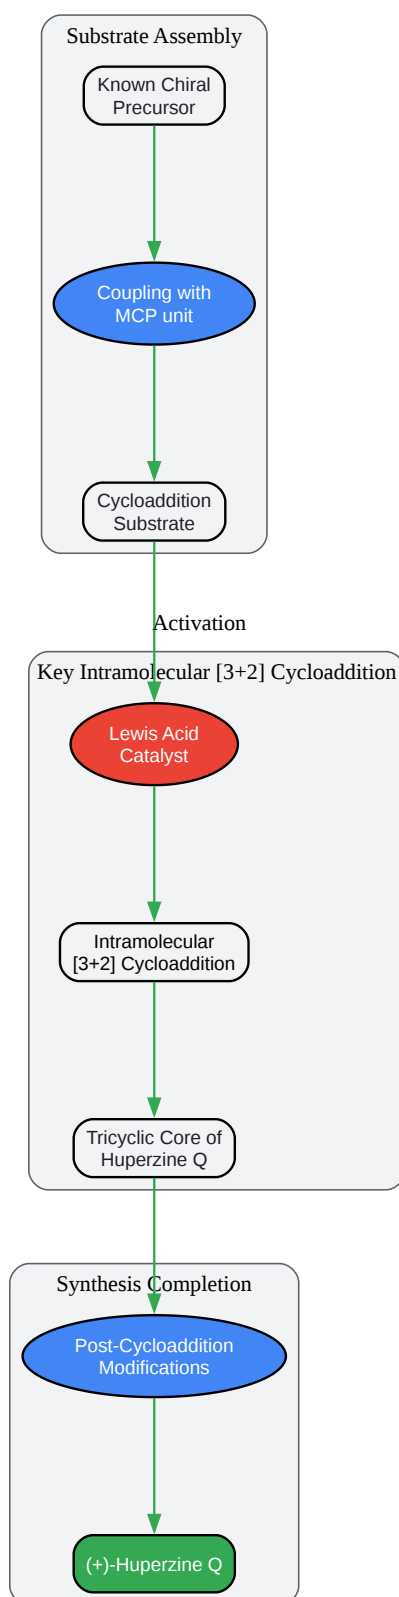 Substrate Assembly
Known Chiral
Precursor
Coupling with
MCP unit
Cycloaddition
Substrate
Activation
Key Intramolecular [3+2] Cycloaddition
Lewis Acid
Catalyst
Intramolecular
[3+2] Cycloaddition
Tricyclic Core of
Huperzine Q
Synthesis Completion
Post-Cycloaddition
Modifications
(+)-Huperzine Q